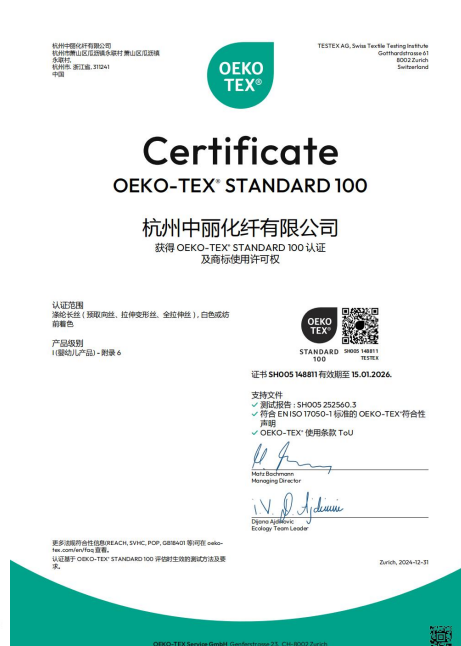 杭州中丽化纤有限公司
杭州市萧山区瓜沥镇永联村 萧山区瓜沥镇
永联村,
杭州市. 浙江省, 311241
中国
TESTEX AG, Swiss Textile Testing Institute
Gotthardstrasse 61
8002 Zurich
Switzerland
OEKO
TEX®
Certificate
OEKO-TEX® STANDARD 100
杭州中丽化纤有限公司
获得 OEKO-TEX® STANDARD 100 认证
及商标使用许可权
认证范围
涤纶长丝 ( 预取向丝、拉伸变形丝、全拉伸丝 ) , 白色或纺
前着色
产品级别
I (婴幼儿产品) - 附录 6
OEKO
TEX®
STANDARD
100
SH005 148811
TESTEX
证书 SH005 148811 有效期至 15.01.2026.
支持文件
✓ 测试报告 : SH005 252560.3
✓ 符合 EN ISO 17050-1 标准的 OEKO-TEX®符合性
声明
✓ OEKO-TEX® 使用条款 ToU
Matz Bachmann
Managing Director
Dijana Ajdinovic
Ecology Team Leader
更多法规符合性信息(REACH, SVHC, POP, GB18401 等)可在 oeko-
tex.com/en/faq 查看。
认证基于 OEKO-TEX® STANDARD 100 评估时生效的测试方法及要
求。
Zurich, 2024-12-31
OEKO-TEX Service GmbH, Genferstrasse 23, CH-8002 Zurich